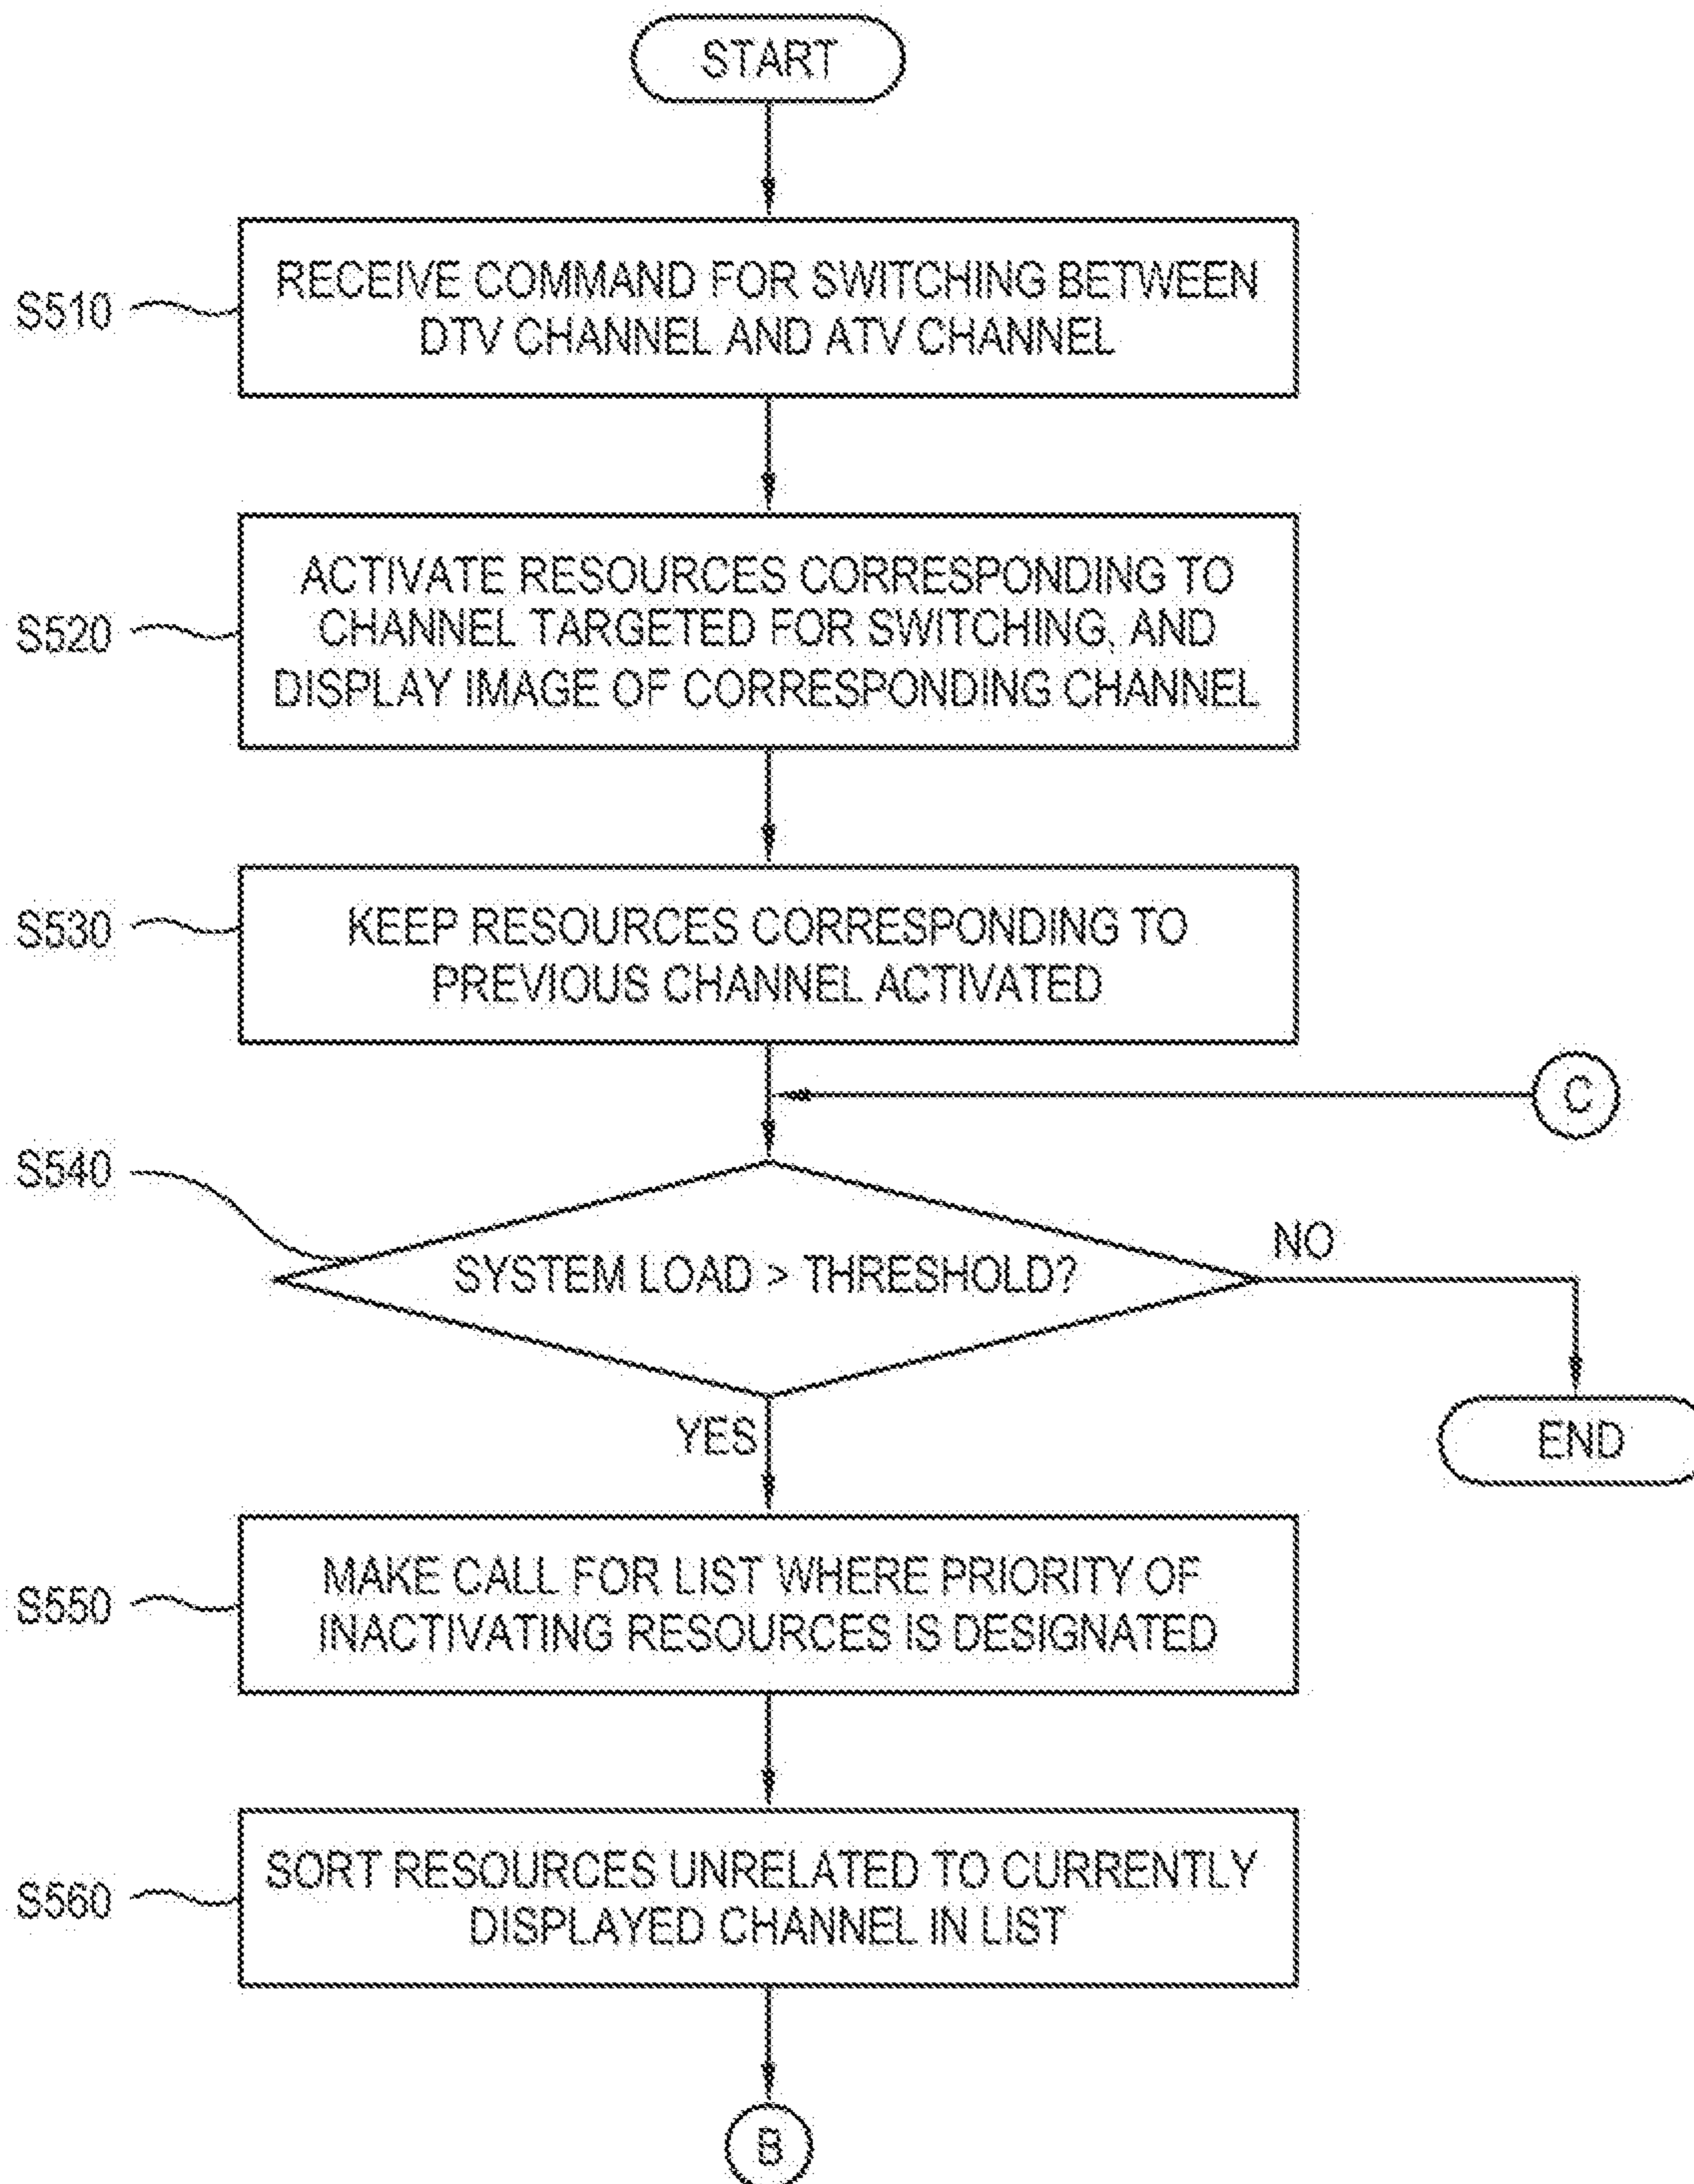 START
S510
RECEIVE COMMAND FOR SWITCHING BETWEEN
DTV CHANNEL AND ATV CHANNEL
S520
ACTIVATE RESOURCES CORRESPONDING TO
CHANNEL TARGETED FOR SWITCHING, AND
DISPLAY IMAGE OF CORRESPONDING CHANNEL
S530
KEEP RESOURCES CORRESPONDING TO
PREVIOUS CHANNEL ACTIVATED
C
S540
SYSTEM LOAD > THRESHOLD?
NO
END
YES
S550
MAKE CALL FOR LIST WHERE PRIORITY OF
INACTIVATING RESOURCES IS DESIGNATED
S560
SORT RESOURCES UNRELATED TO CURRENTLY
DISPLAYED CHANNEL IN LIST
B